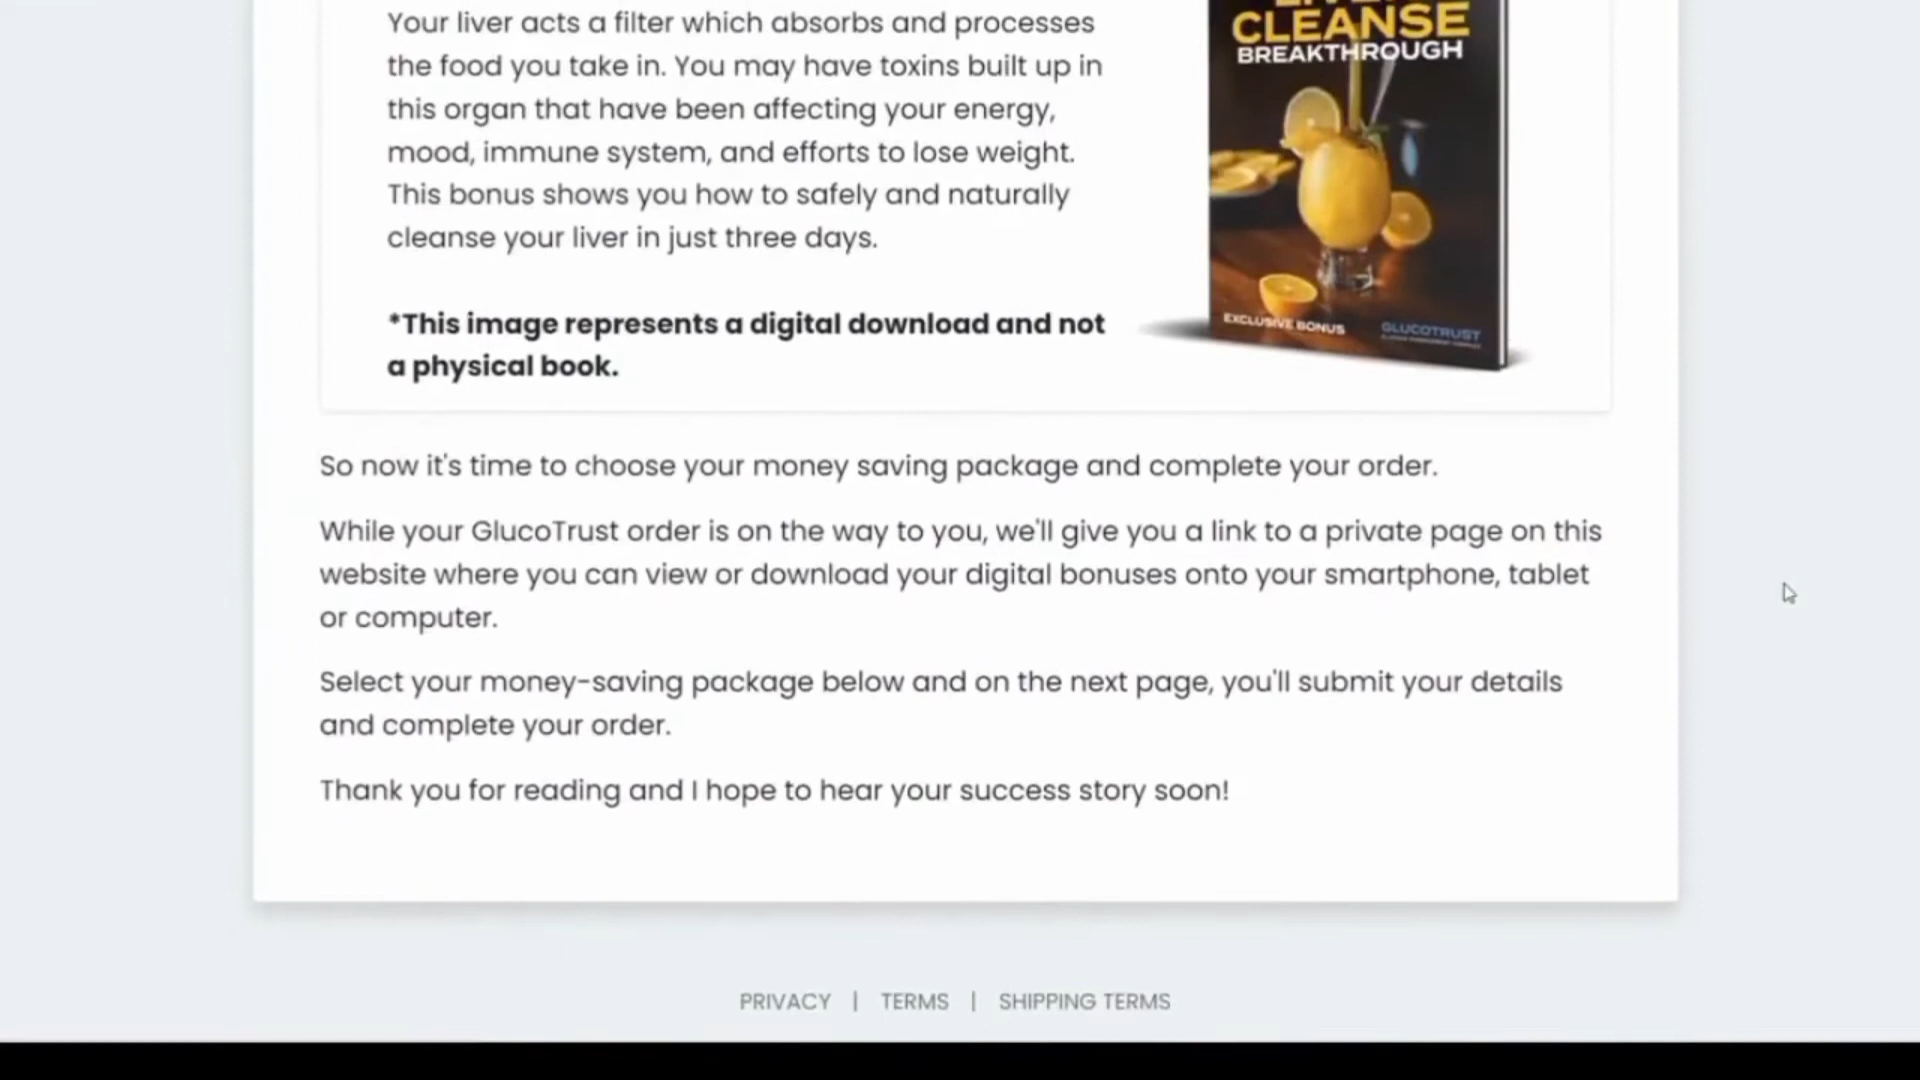 Your liver acts a filter which absorbs and processes
the food you take in. You may have toxins built up in
this organ that have been affecting your energy,
mood, immune system, and efforts to lose weight.
This bonus shows you how to safely and naturally
cleanse your liver in just three days.
*This image represents a digital download and not
a physical book.
CLEANSE
BREAKTHROUGH
EXCLUSIVE BONUS
GLUCOTRUST
So now it's time to choose your money saving package and complete your order.
While your GlucoTrust order is on the way to you, we'll give you a link to a private page on this
website where you can view or download your digital bonuses onto your smartphone, tablet
or computer.
Select your money-saving package below and on the next page, you'll submit your details
and complete your order.
Thank you for reading and I hope to hear your success story soon!
PRIVACY | TERMS | SHIPPING TERMS